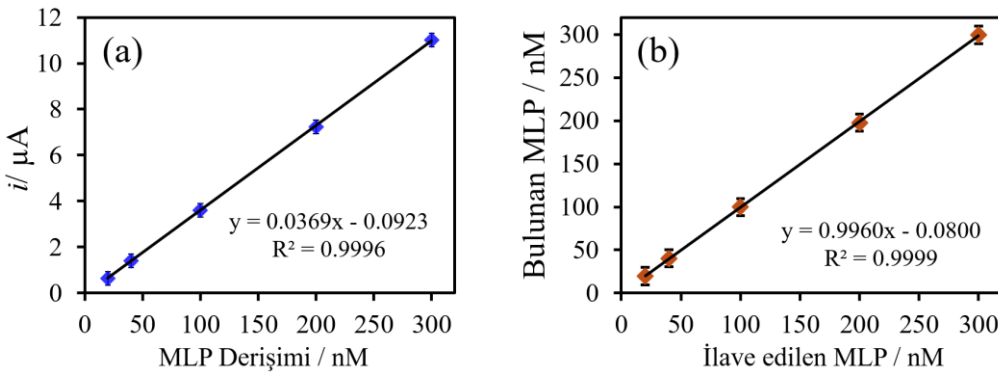 (a)
i/ µA
12
10
8
6
4
2
0
0 50 100 150 200 250 300
MLP Derişimi / nM
y = 0.0369x - 0.0923
R² = 0.9996
(b)
Bulunan MLP / nM
300
250
200
150
100
50
0
0 50 100 150 200 250 300
İlave edilen MLP / nM
y = 0.9960x - 0.0800
R² = 0.9999